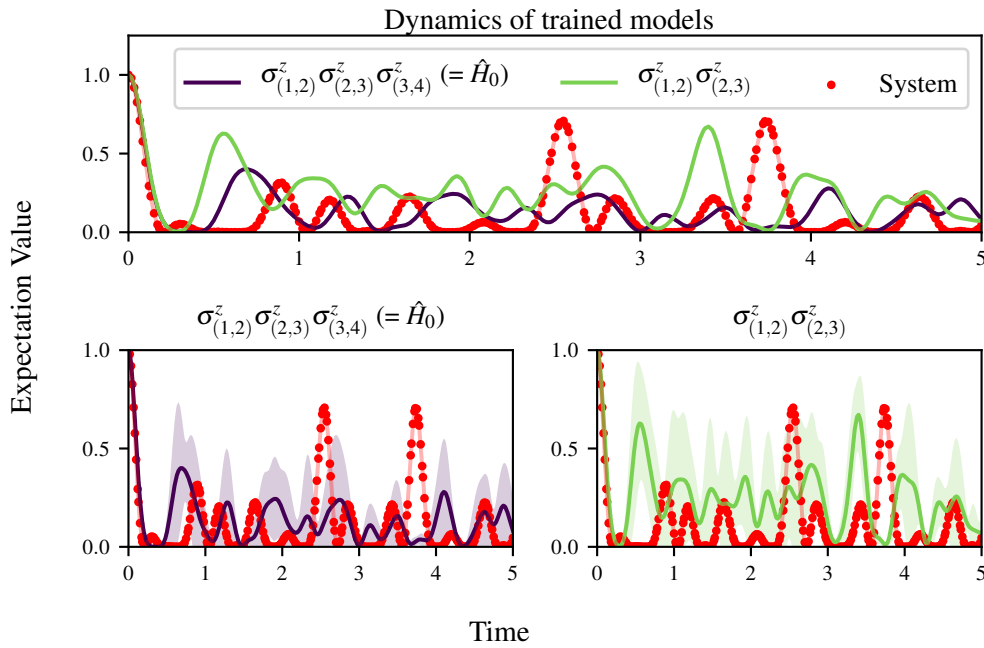 Dynamics of trained models
σ^z_(1,2) σ^z_(2,3) σ^z_(3,4) (= Ĥ_0)
σ^z_(1,2) σ^z_(2,3)
System
1.0
0.5
0.0
0 1 2 3 4 5
Expectation Value
σ^z_(1,2) σ^z_(2,3) σ^z_(3,4) (= Ĥ_0)
1.0
0.5
0.0
0 1 2 3 4 5
σ^z_(1,2) σ^z_(2,3)
1.0
0.5
0.0
0 1 2 3 4 5
Time